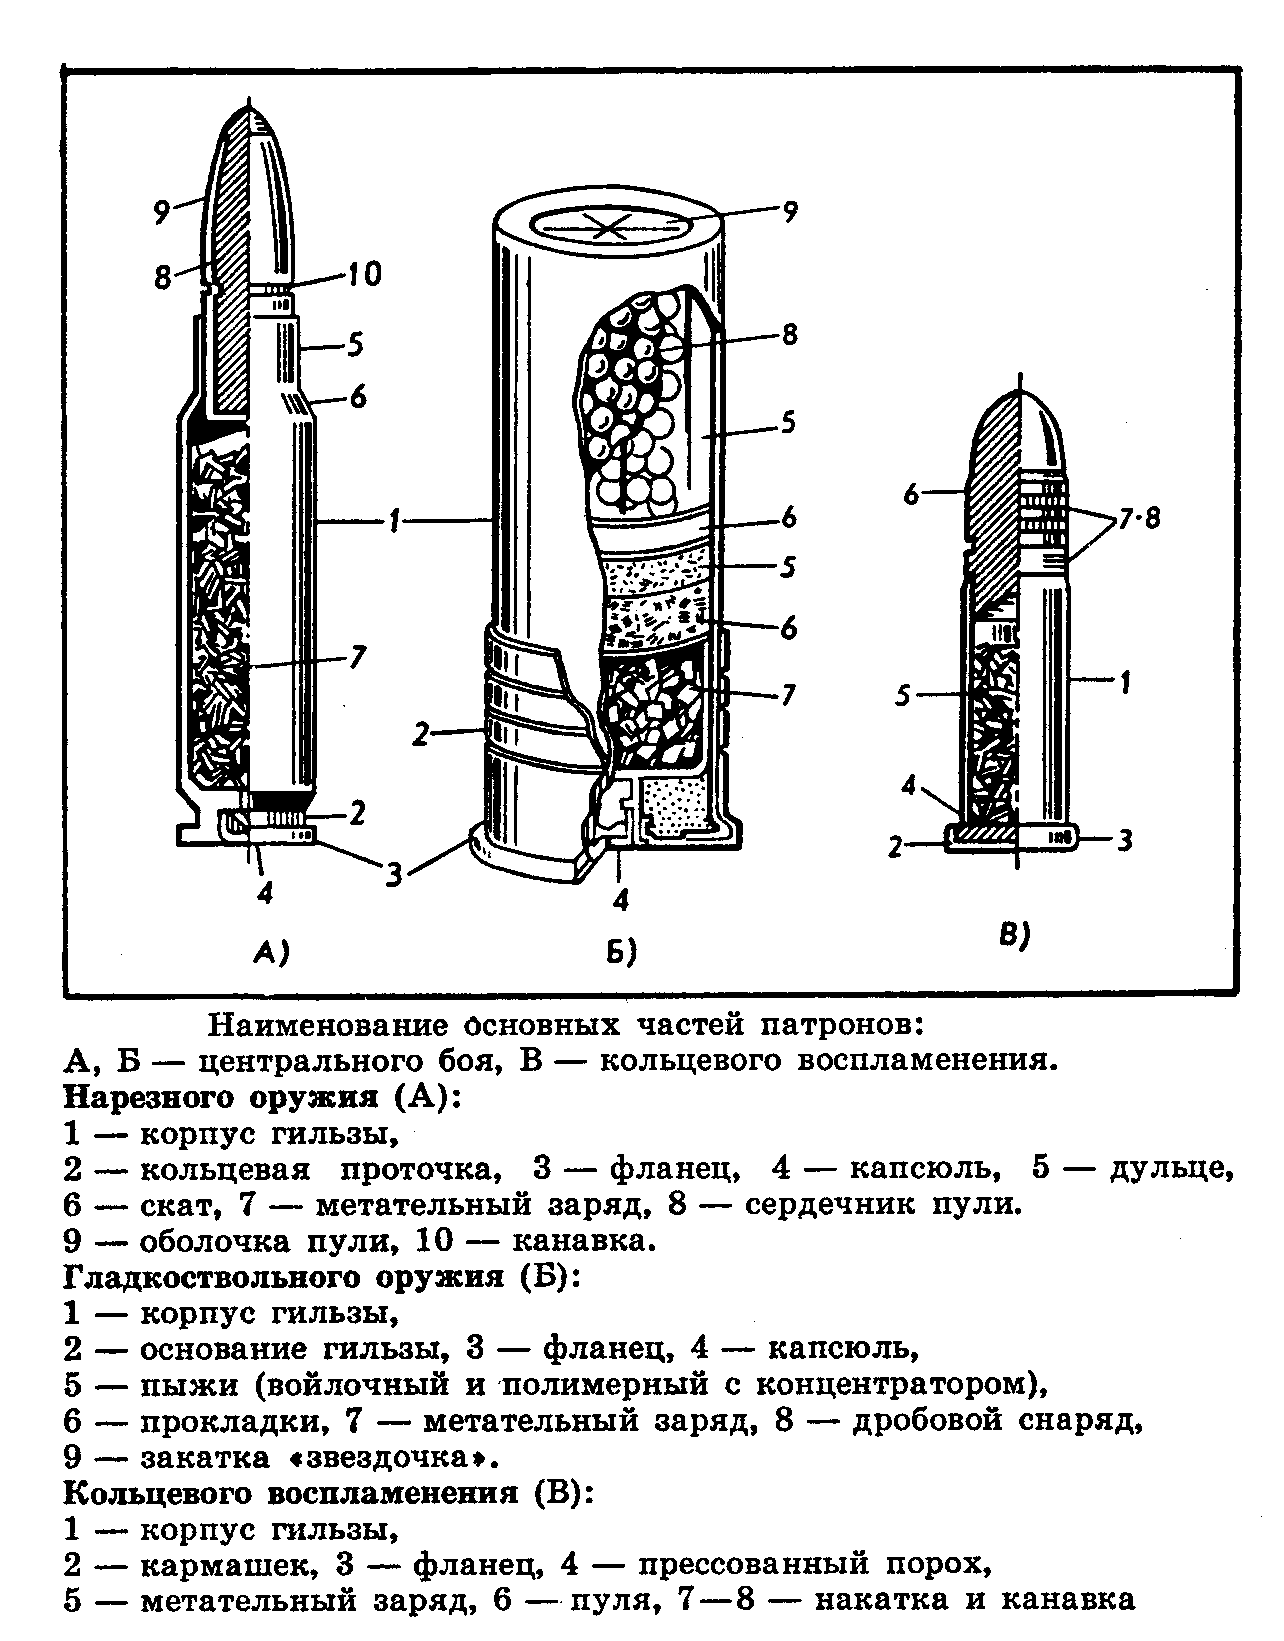 9
9
8
10
8
5
6
5
6
7·8
1
6
5
6
7
7
5
1
2
4
2
2
3
3
4
4
А)
Б)
В)
Наименование основных частей патронов:
А, Б — центрального боя, В — кольцевого воспламенения.
Нарезного оружия (А):
1 — корпус гильзы,
2 — кольцевая проточка, 3 — фланец, 4 — капсюль, 5 — дульце,
6 — скат, 7 — метательный заряд, 8 — сердечник пули.
9 — оболочка пули, 10 — канавка.
Гладкоствольного оружия (Б):
1 — корпус гильзы,
2 — основание гильзы, 3 — фланец, 4 — капсюль,
5 — пыжи (войлочный и полимерный с концентратором),
6 — прокладки, 7 — метательный заряд, 8 — дробовой снаряд,
9 — закатка «звездочка».
Кольцевого воспламенения (В):
1 — корпус гильзы,
2 — кармашек, 3 — фланец, 4 — прессованный порох,
5 — метательный заряд, 6 — пуля, 7—8 — накатка и канавка